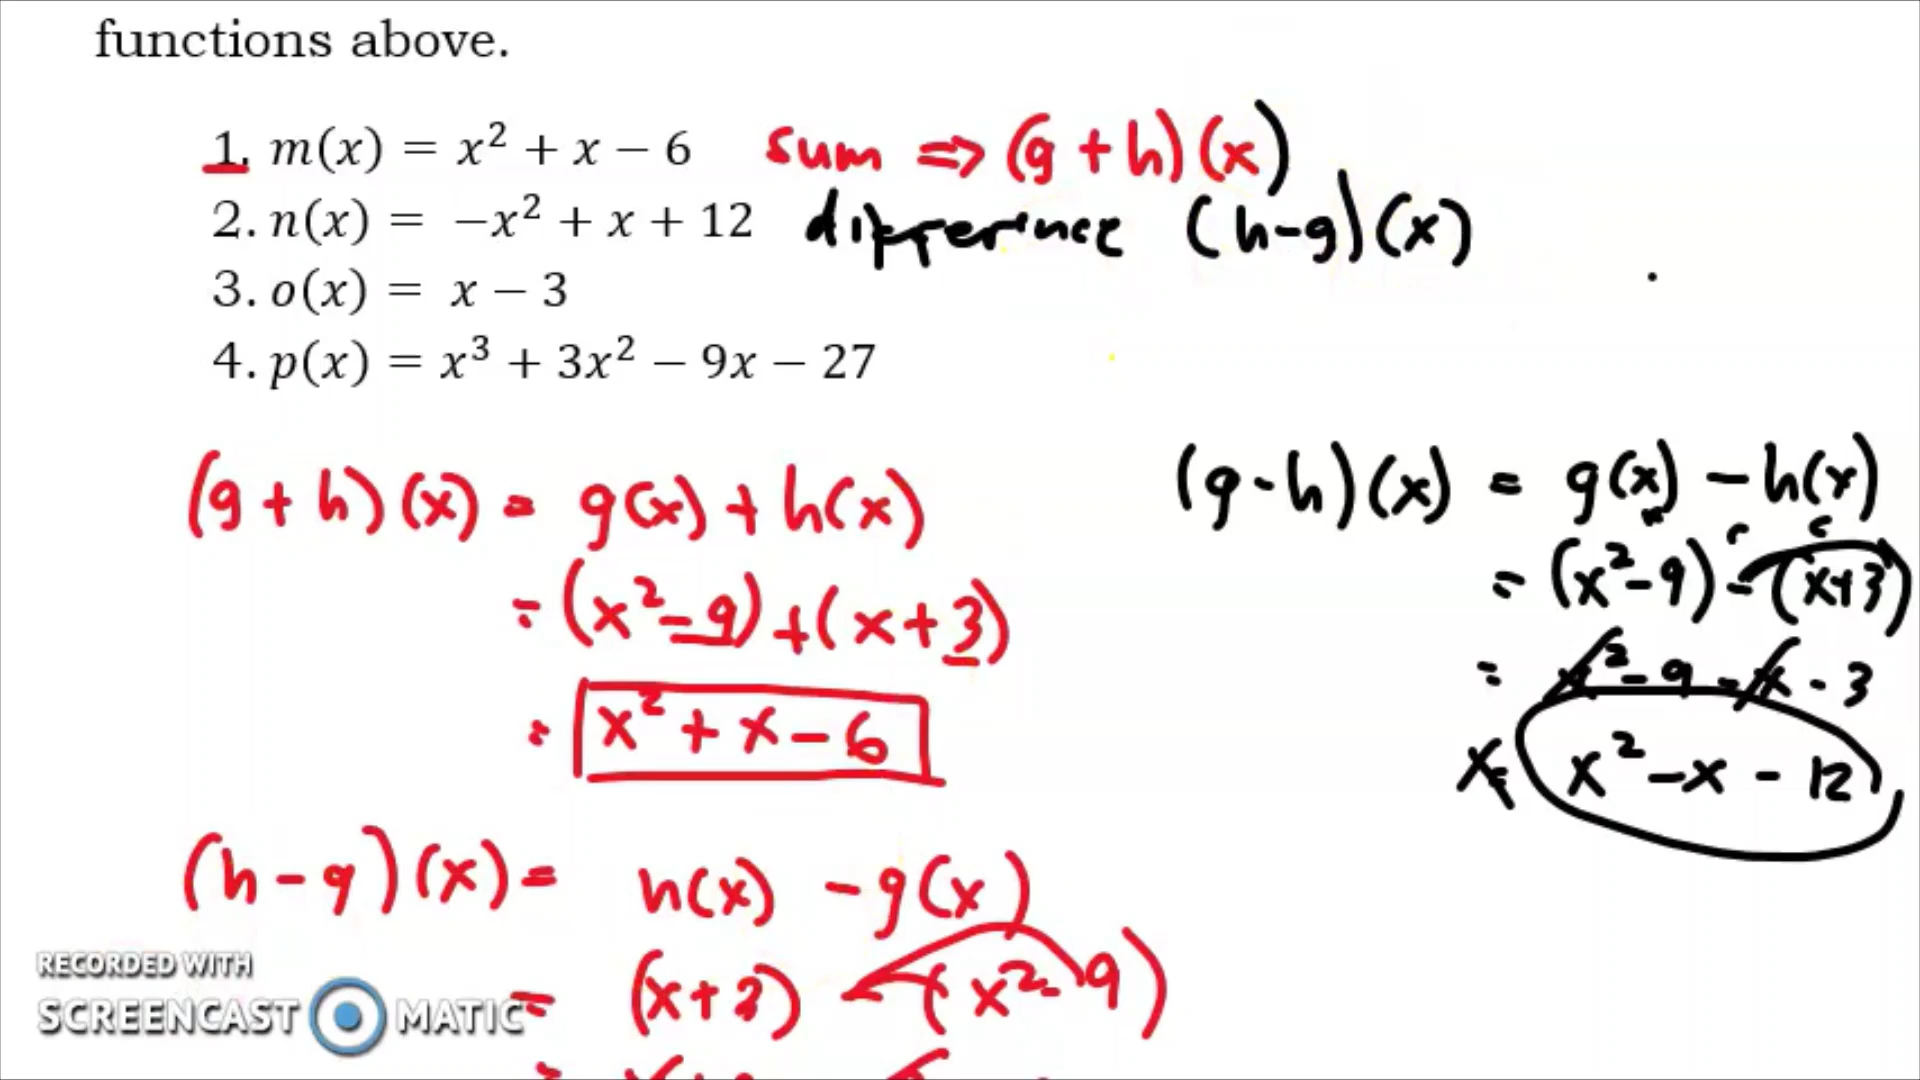 functions above.
1. m(x) = x² + x − 6 sum ⇒ (g + h)(x)
2. n(x) = −x² + x + 12 difference (h-g)(x)
3. o(x) = x − 3
4. p(x) = x³ + 3x² − 9x − 27
(g + h)(x) = g(x) + h(x)
= (x²-9) + (x+3)
= x² + x - 6
(g-h)(x) = g(x) - h(x)
= (x²-9) - (x+3)
= x²-9-x-3
= x²-x-12
(h-g)(x) = h(x) - g(x)
= (x+3) - (x²-9)
RECORDED WITH
SCREENCAST MATIC